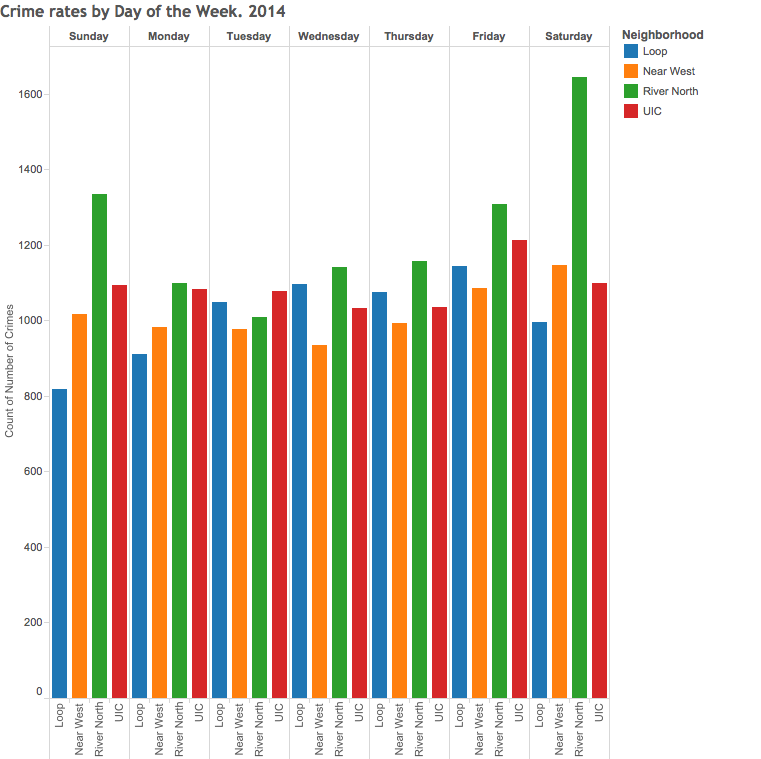 Crime rates by Day of the Week. 2014
Sunday Monday Tuesday Wednesday Thursday Friday Saturday
Neighborhood
Loop
Near West
River North
UIC
Count of Number of Crimes
1600
1400
1200
1000
800
600
400
200
0
Loop Near West River North UIC Loop Near West River North UIC Loop Near West River North UIC Loop Near West River North UIC Loop Near West River North UIC Loop Near West River North UIC Loop Near West River North UIC